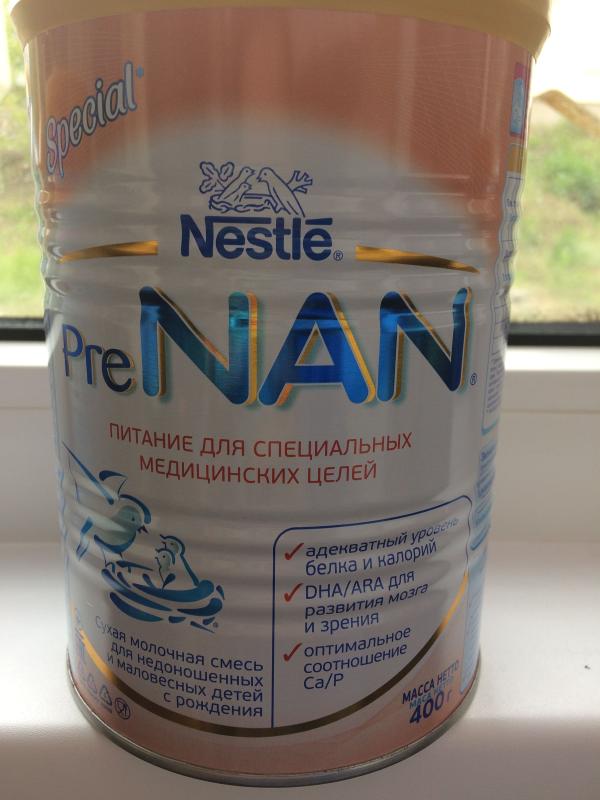 Special*
Nestlé®
PreNAN®
ПИТАНИЕ ДЛЯ СПЕЦИАЛЬНЫХ
МЕДИЦИНСКИХ ЦЕЛЕЙ
✓ адекватный уровень
белка и калорий
✓ DHA/ARA для
развития мозга
и зрения
✓ оптимальное
соотношение
Ca/P
Сухая молочная смесь
для недоношенных
и маловесных детей
с рождения
МАССА НЕТТО
400 г